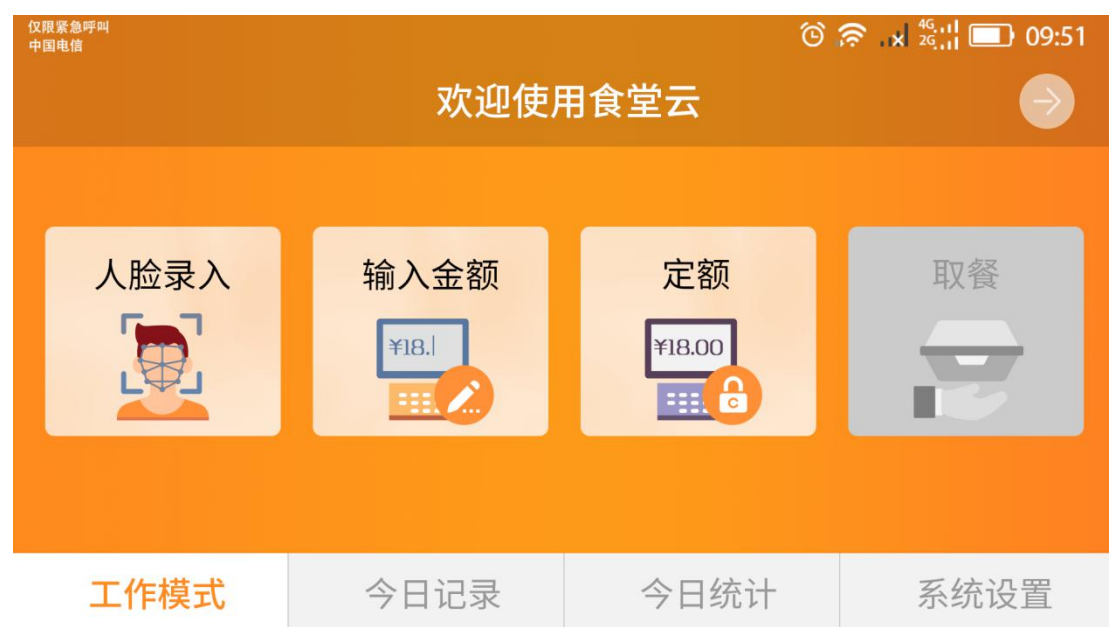 仅限紧急呼叫
中国电信
4G
2G
09:51
欢迎使用食堂云
人脸录入
输入金额
定额
取餐
¥18.
¥18.00
C
工作模式
今日记录
今日统计
系统设置